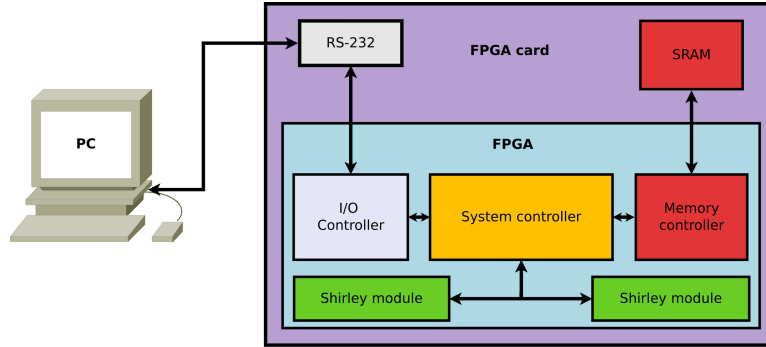 RS-232
FPGA card
SRAM
PC
FPGA
I/O
Controller
System controller
Memory
controller
Shirley module
Shirley module